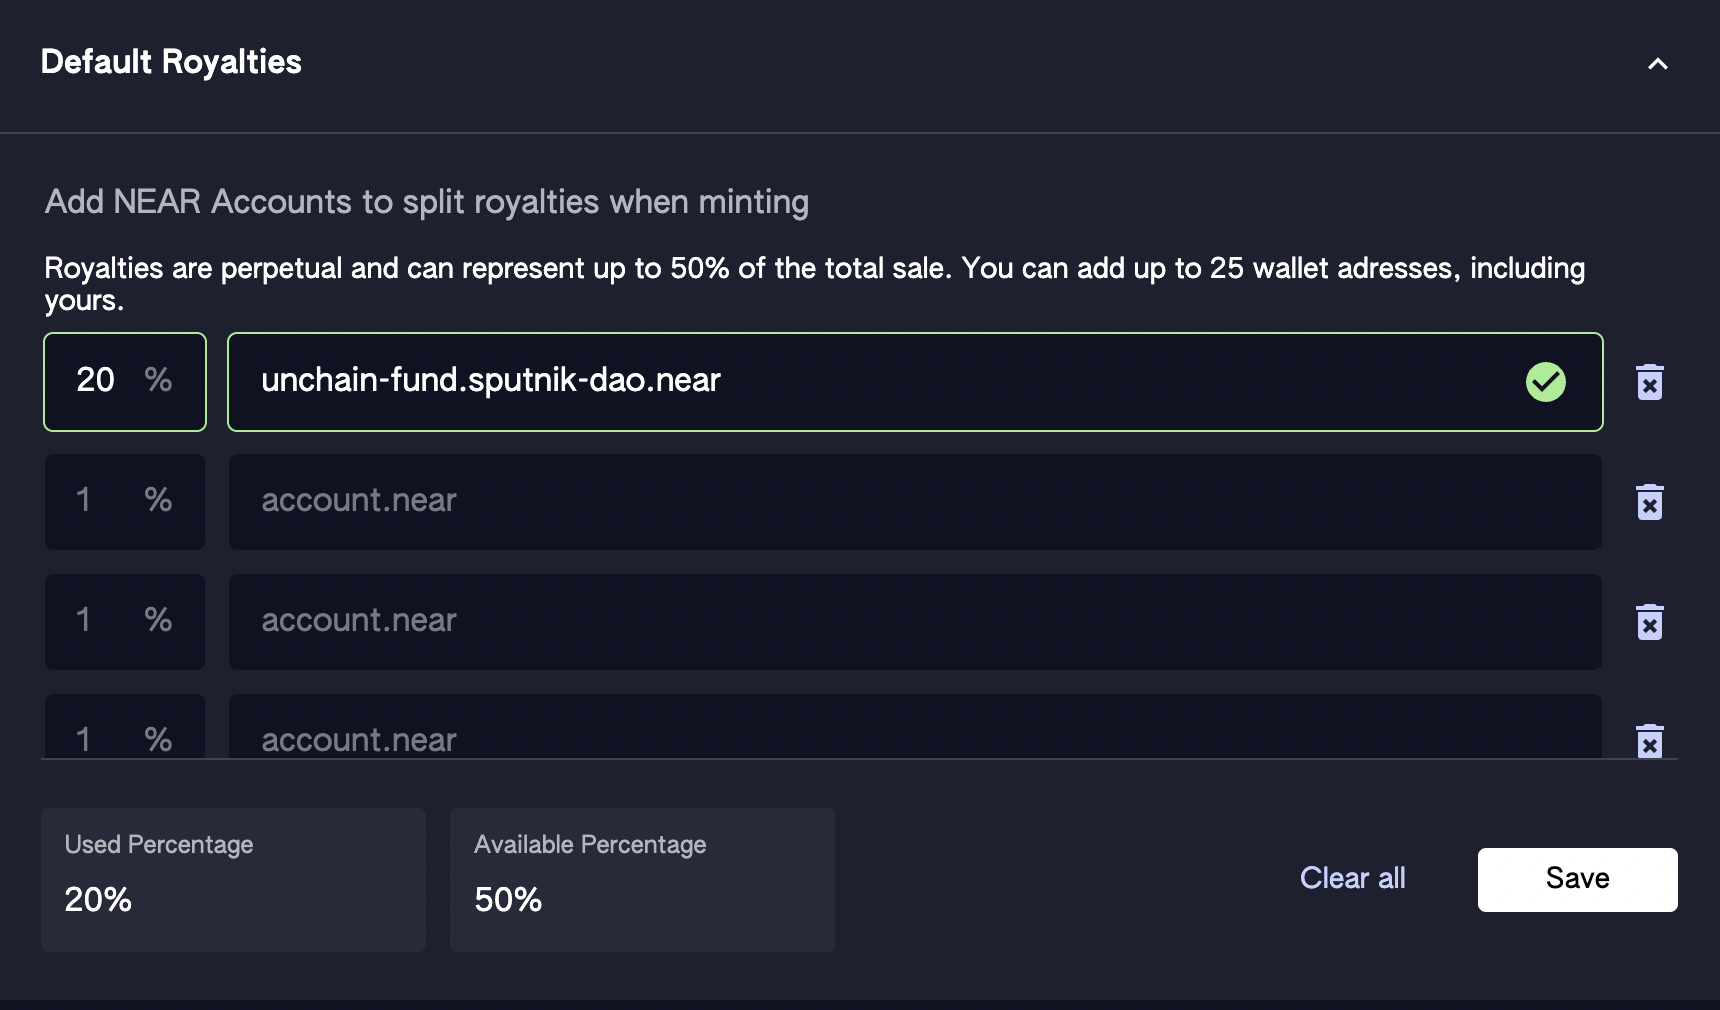 Default Royalties
Add NEAR Accounts to split royalties when minting
Royalties are perpetual and can represent up to 50% of the total sale. You can add up to 25 wallet adresses, including
yours.
20 % unchain-fund.sputnik-dao.near
1 % account.near
1 % account.near
1 % account.near
Used Percentage Available Percentage
20% 50%
Clear all Save